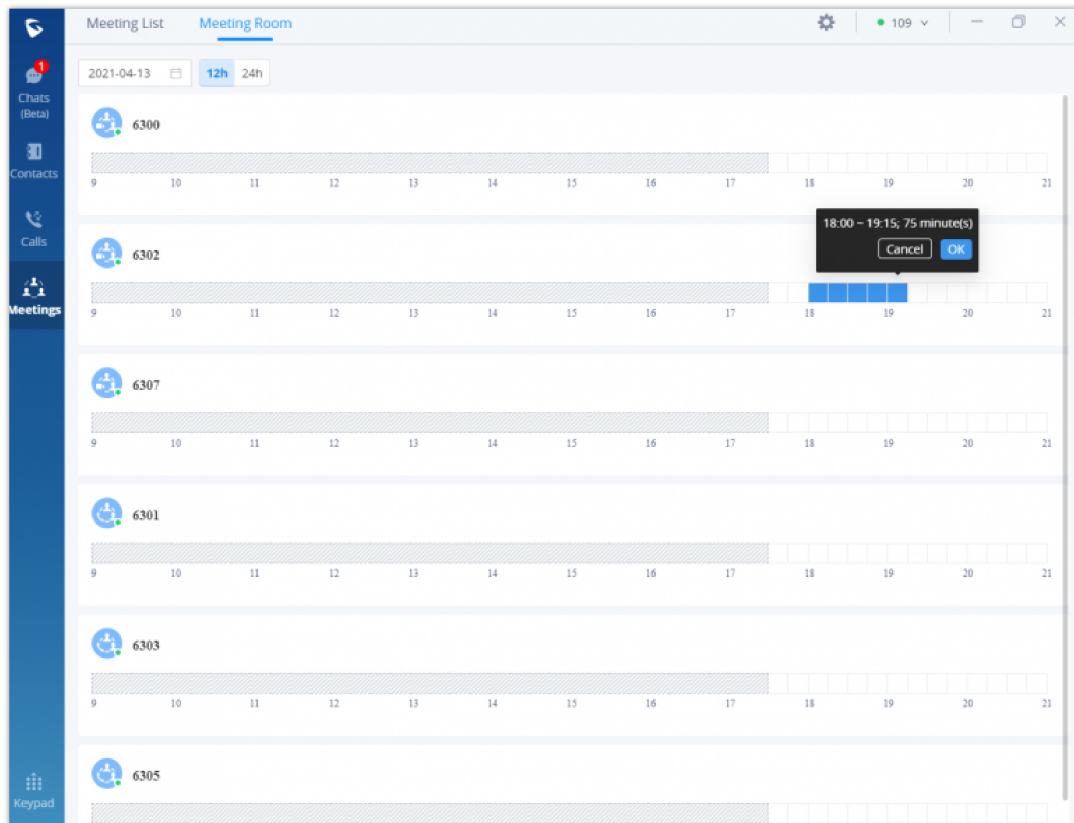 Meeting List Meeting Room 109
1
Chats
(Beta)
Contacts
Calls
Meetings
Keypad
2021-04-13 12h 24h
6300
9 10 11 12 13 14 15 16 17 18 19 20 21
18:00 ~ 19:15; 75 minute(s)
Cancel OK
6302
9 10 11 12 13 14 15 16 17 18 19 20 21
6307
9 10 11 12 13 14 15 16 17 18 19 20 21
6301
9 10 11 12 13 14 15 16 17 18 19 20 21
6303
9 10 11 12 13 14 15 16 17 18 19 20 21
6305